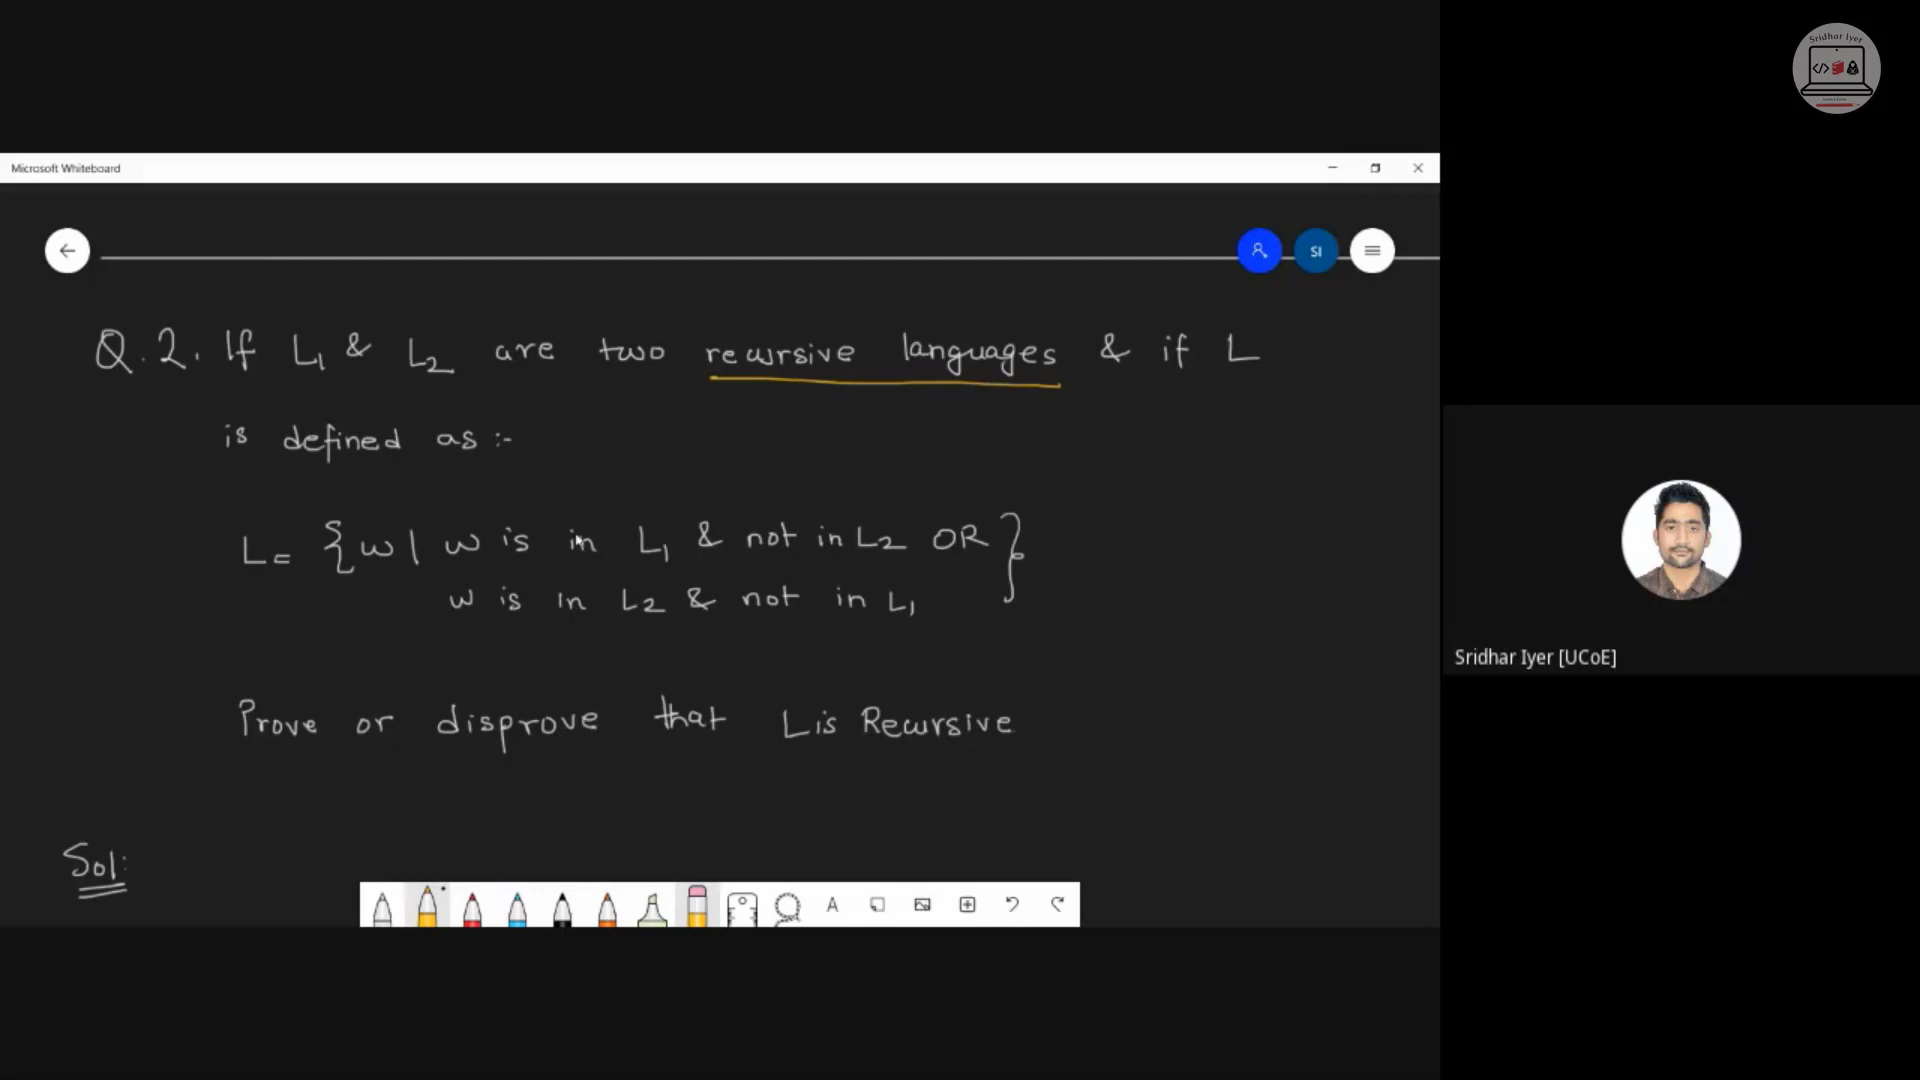 Sridhar Iyer
</>
Microsoft Whiteboard
SI
Q.2. If L1 & L2 are two recursive languages & if L
is defined as :-
L= {w | w is in L1 & not in L2 OR
w is in L2 & not in L1}
Prove or disprove that L is Recursive
Sol:
A
Sridhar Iyer [UCoE]